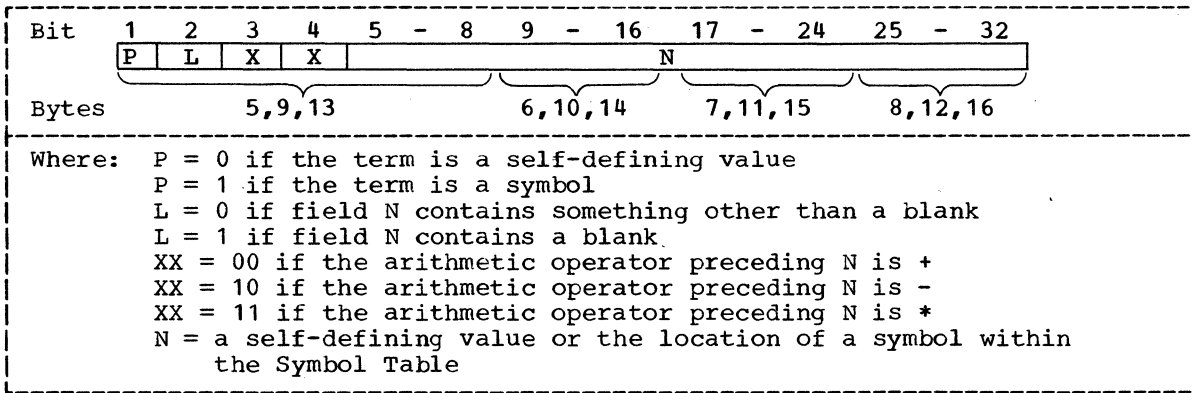 Bit 1 2 3 4 5 - 8 9 - 16 17 - 24 25 - 32
P L X X N
Bytes 5,9,13 6,10,14 7,11,15 8,12,16
Where: P = 0 if the term is a self-defining value
P = 1 if the term is a symbol
L = 0 if field N contains something other than a blank
L = 1 if field N contains a blank
XX = 00 if the arithmetic operator preceding N is +
XX = 10 if the arithmetic operator preceding N is -
XX = 11 if the arithmetic operator preceding N is *
N = a self-defining value or the location of a symbol within
the Symbol Table